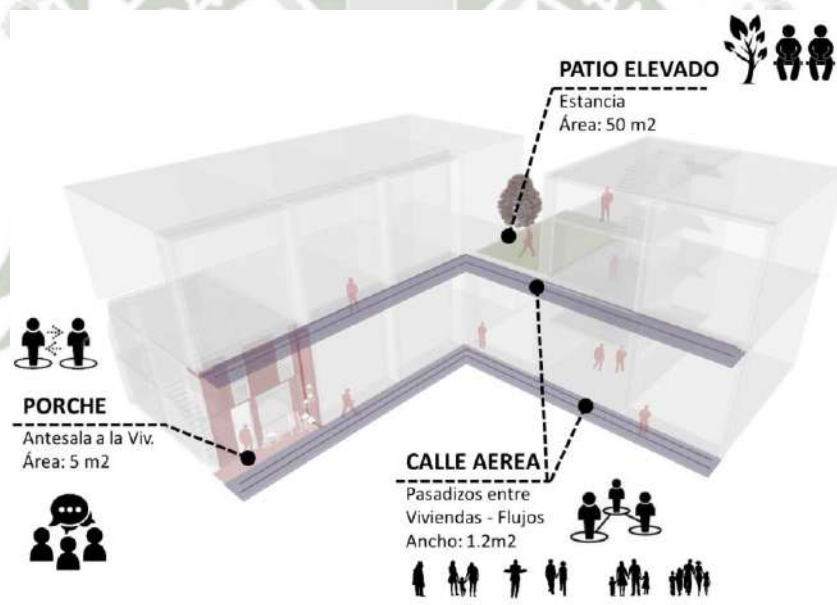 PATIO ELEVADO
Estancia
Área: 50 m2
PORCHE
Antesala a la Viv.
Área: 5 m2
CALLE AEREA
Pasadizos entre
Viviendas - Flujos
Ancho: 1.2m2